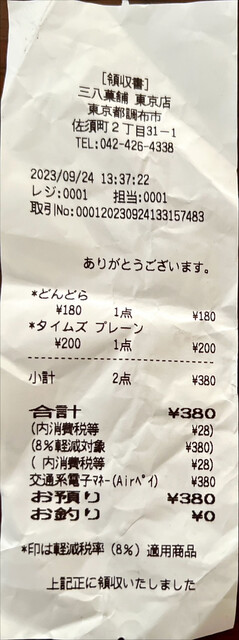 [領収書]
三八菓舗 東京店
東京都調布市
佐須町2丁目31-1
TEL:042-426-4338
2023/09/24 13:37:22
レジ:0001 担当:0001
取引No:00012023092413315 7483
ありがとうございます。
*どんどら
¥180 1点 ¥180
*タイムズ プレーン
¥200 1点 ¥200
小計 2点 ¥380
合計 ¥380
(内消費税等 ¥28)
(8%軽減対象 ¥380)
( 内消費税等 ¥28)
交通系電子マネー(Airペイ) ¥380
お預り ¥380
お釣り ¥0
*印は軽減税率(8%)適用商品
上記正に領収いたしました